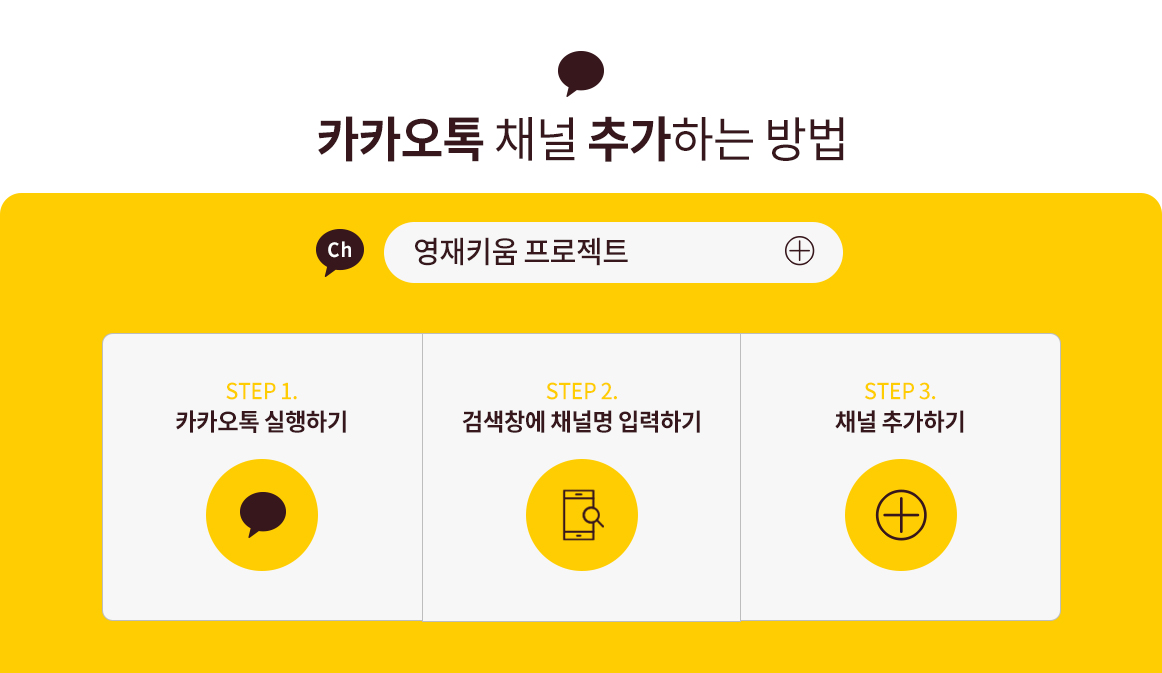 카카오톡 채널 추가하는 방법
Ch
영재키움 프로젝트
STEP 1.
카카오톡 실행하기
STEP 2.
검색창에 채널명 입력하기
STEP 3.
채널 추가하기